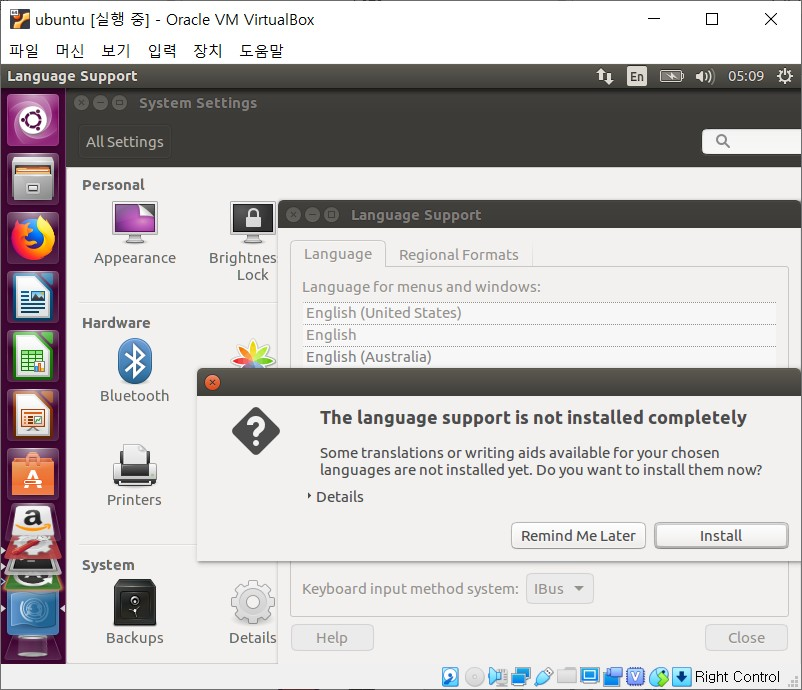 ubuntu [실행 중] - Oracle VM VirtualBox
파일 머신 보기 입력 장치 도움말
Language Support En 05:09
System Settings
All Settings
Personal
Appearance
Brightness
Lock
Hardware
Bluetooth
Printers
System
Backups
Details
Language Support
Language Regional Formats
Language for menus and windows:
English (United States)
English
English (Australia)
The language support is not installed completely
Some translations or writing aids available for your chosen
languages are not installed yet. Do you want to install them now?
Details
Remind Me Later Install
Keyboard input method system: IBus
Help Close
Right Control